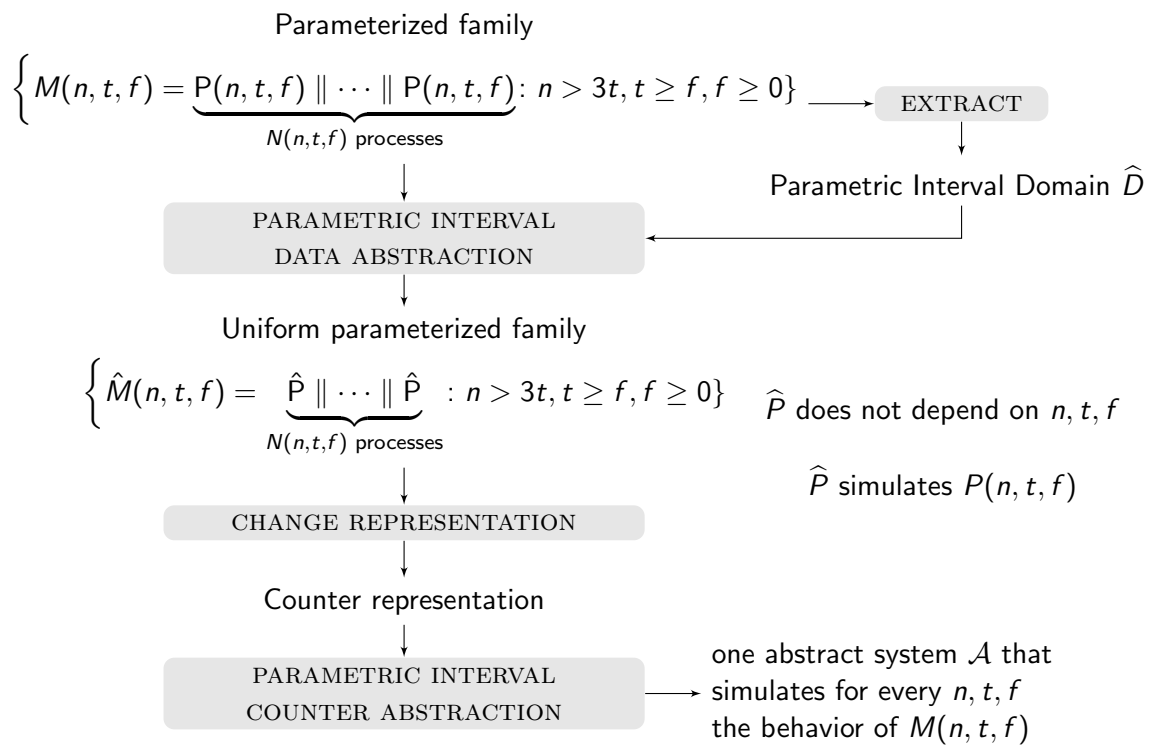 Parameterized family
{M(n, t, f) = P(n, t, f) ∥ ⋯ ∥ P(n, t, f): n > 3t, t ≥ f, f ≥ 0}
N(n,t,f) processes
EXTRACT
Parametric Interval Domain D̂
PARAMETRIC INTERVAL
DATA ABSTRACTION
Uniform parameterized family
{M̂(n, t, f) = P̂ ∥ ⋯ ∥ P̂ : n > 3t, t ≥ f, f ≥ 0}
N(n,t,f) processes
P̂ does not depend on n, t, f
P̂ simulates P(n, t, f)
CHANGE REPRESENTATION
Counter representation
PARAMETRIC INTERVAL
COUNTER ABSTRACTION
one abstract system 𝒜 that
simulates for every n, t, f
the behavior of M(n, t, f)